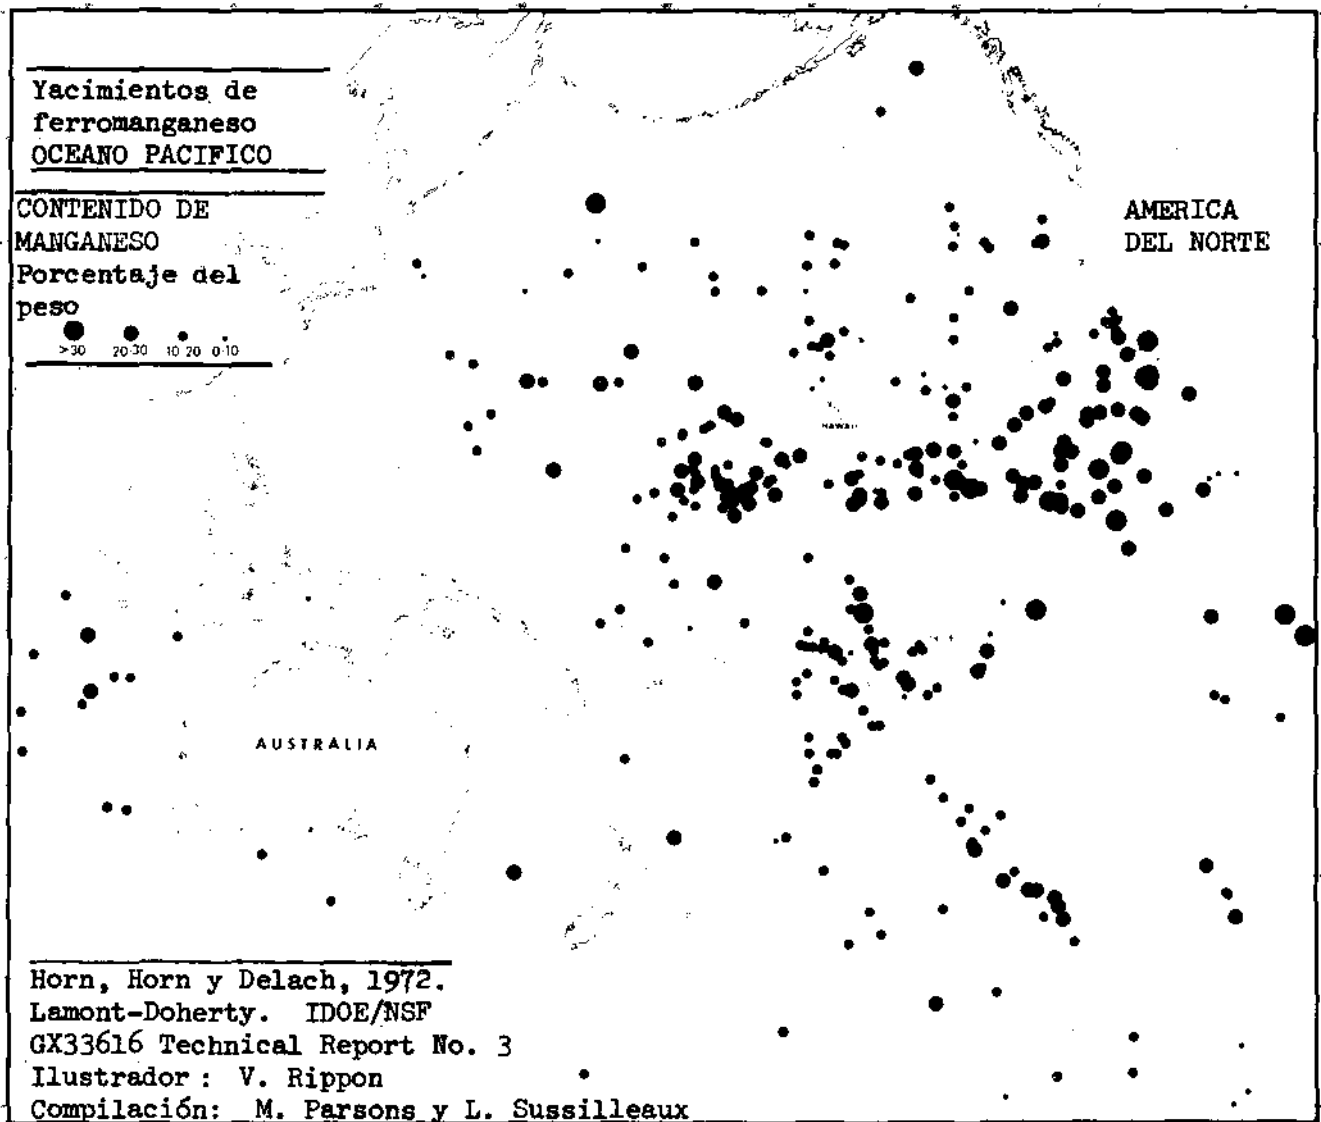 Yacimientos de
ferromanganeso
OCEANO PACIFICO
CONTENIDO DE
MANGANESO
Porcentaje del
peso
>30 20-30 10 20 0-10
AMERICA
DEL NORTE
HAWAII
AUSTRALIA
Horn, Horn y Delach, 1972.
Lamont-Doherty. IDOE/NSF
GX33616 Technical Report No. 3
Ilustrador : V. Rippon
Compilación: M. Parsons y L. Sussilleaux